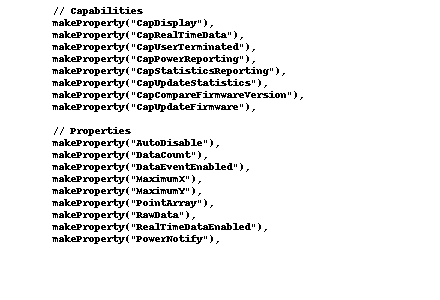 // Capabilities
makeProperty("CapDisplay"),
makeProperty("CapRealTimeData"),
makeProperty("CapUserTerminated"),
makeProperty("CapPowerReporting"),
makeProperty("CapStatisticsReporting"),
makeProperty("CapUpdateStatistics"),
makeProperty("CapCompareFirmwareVersion"),
makeProperty("CapUpdateFirmware"),
// Properties
makeProperty("AutoDisable"),
makeProperty("DataCount"),
makeProperty("DataEventEnabled"),
makeProperty("MaximumX"),
makeProperty("MaximumY"),
makeProperty("PointArray"),
makeProperty("RawData"),
makeProperty("RealTimeDataEnabled"),
makeProperty("PowerNotify"),